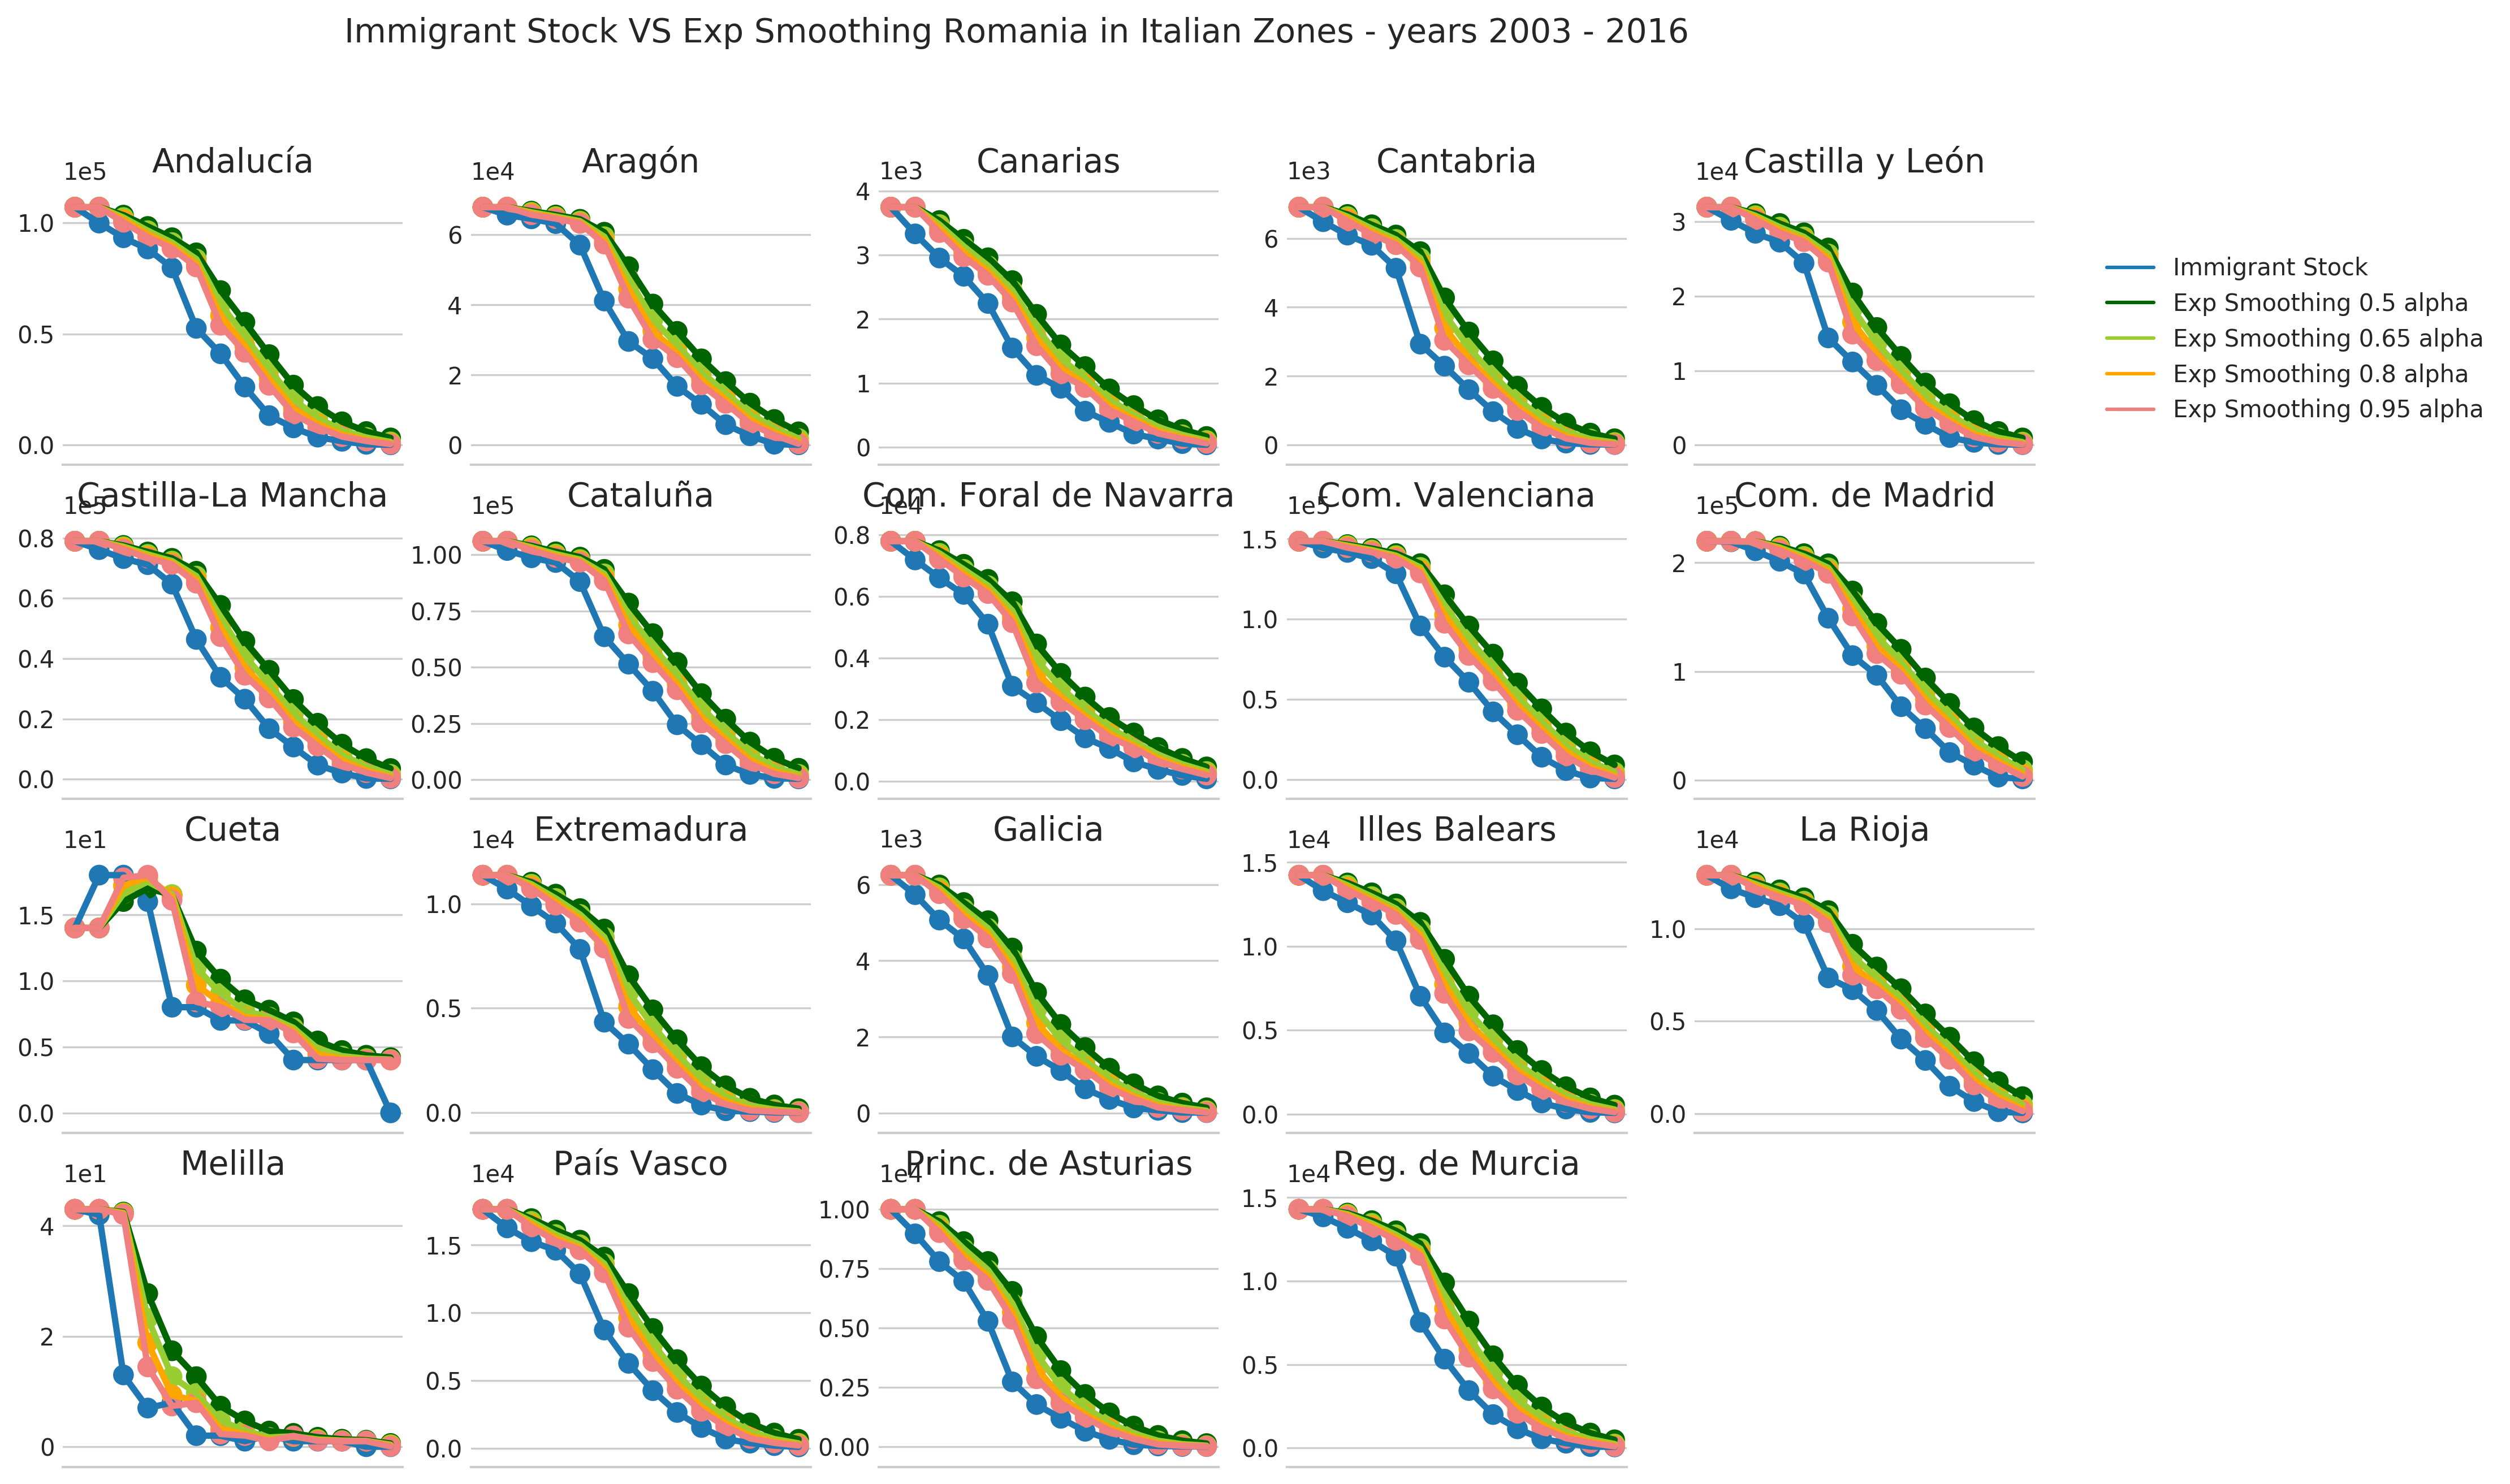 Immigrant Stock VS Exp Smoothing Romania in Italian Zones - years 2003 - 2016
Andalucía
1e5
1.0
0.5
0.0
Aragón
1e4
6
4
2
0
Canarias
1e3
4
3
2
1
0
Cantabria
1e3
6
4
2
0
Castilla y León
1e4
3
2
1
0
Immigrant Stock
Exp Smoothing 0.5 alpha
Exp Smoothing 0.65 alpha
Exp Smoothing 0.8 alpha
Exp Smoothing 0.95 alpha
Castilla-La Mancha
1e5
0.8
0.6
0.4
0.2
0.0
Cataluña
1e5
1.00
0.75
0.50
0.25
0.00
Com. Foral de Navarra
1e4
0.8
0.6
0.4
0.2
0.0
Com. Valenciana
1e5
1.5
1.0
0.5
0.0
Com. de Madrid
1e5
2
1
0
Cueta
1e1
1.5
1.0
0.5
0.0
Extremadura
1e4
1.0
0.5
0.0
Galicia
1e3
6
4
2
0
Illes Balears
1e4
1.5
1.0
0.5
0.0
La Rioja
1e4
1.0
0.5
0.0
Melilla
1e1
4
2
0
País Vasco
1e4
1.5
1.0
0.5
0.0
Princ. de Asturias
1e4
1.00
0.75
0.50
0.25
0.00
Reg. de Murcia
1e4
1.5
1.0
0.5
0.0